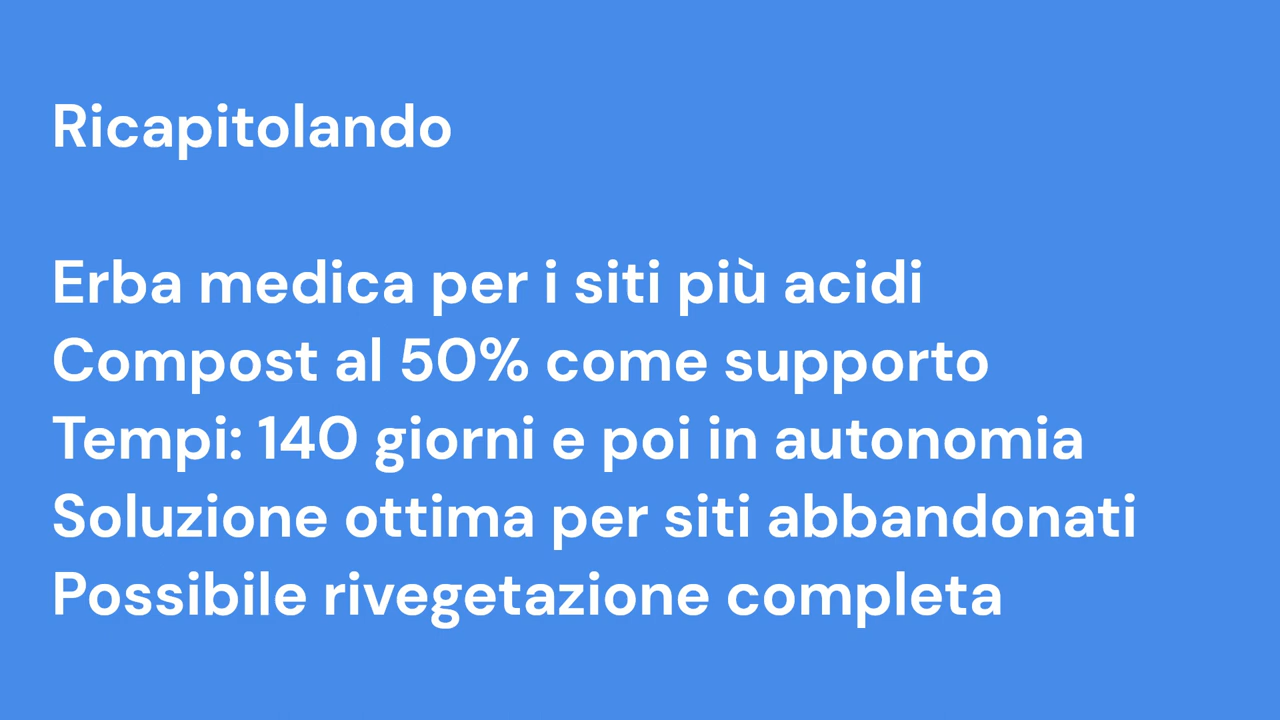 Ricapitolando
Erba medica per i siti più acidi
Compost al 50% come supporto
Tempi: 140 giorni e poi in autonomia
Soluzione ottima per siti abbandonati
Possibile rivegetazione completa